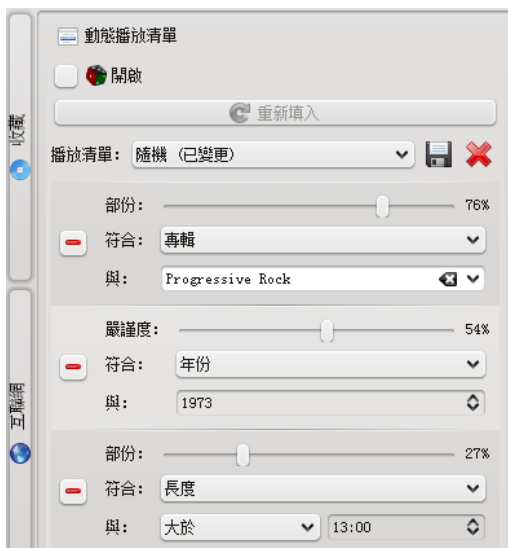 動態播放清單
開啟
重新填入
收藏
播放清單: 隨機 (已變更)
部份: 76%
符合: 專輯
與: Progressive Rock
嚴謹度: 54%
符合: 年份
與: 1973
互聯網
部份: 27%
符合: 長度
與: 大於 13:00